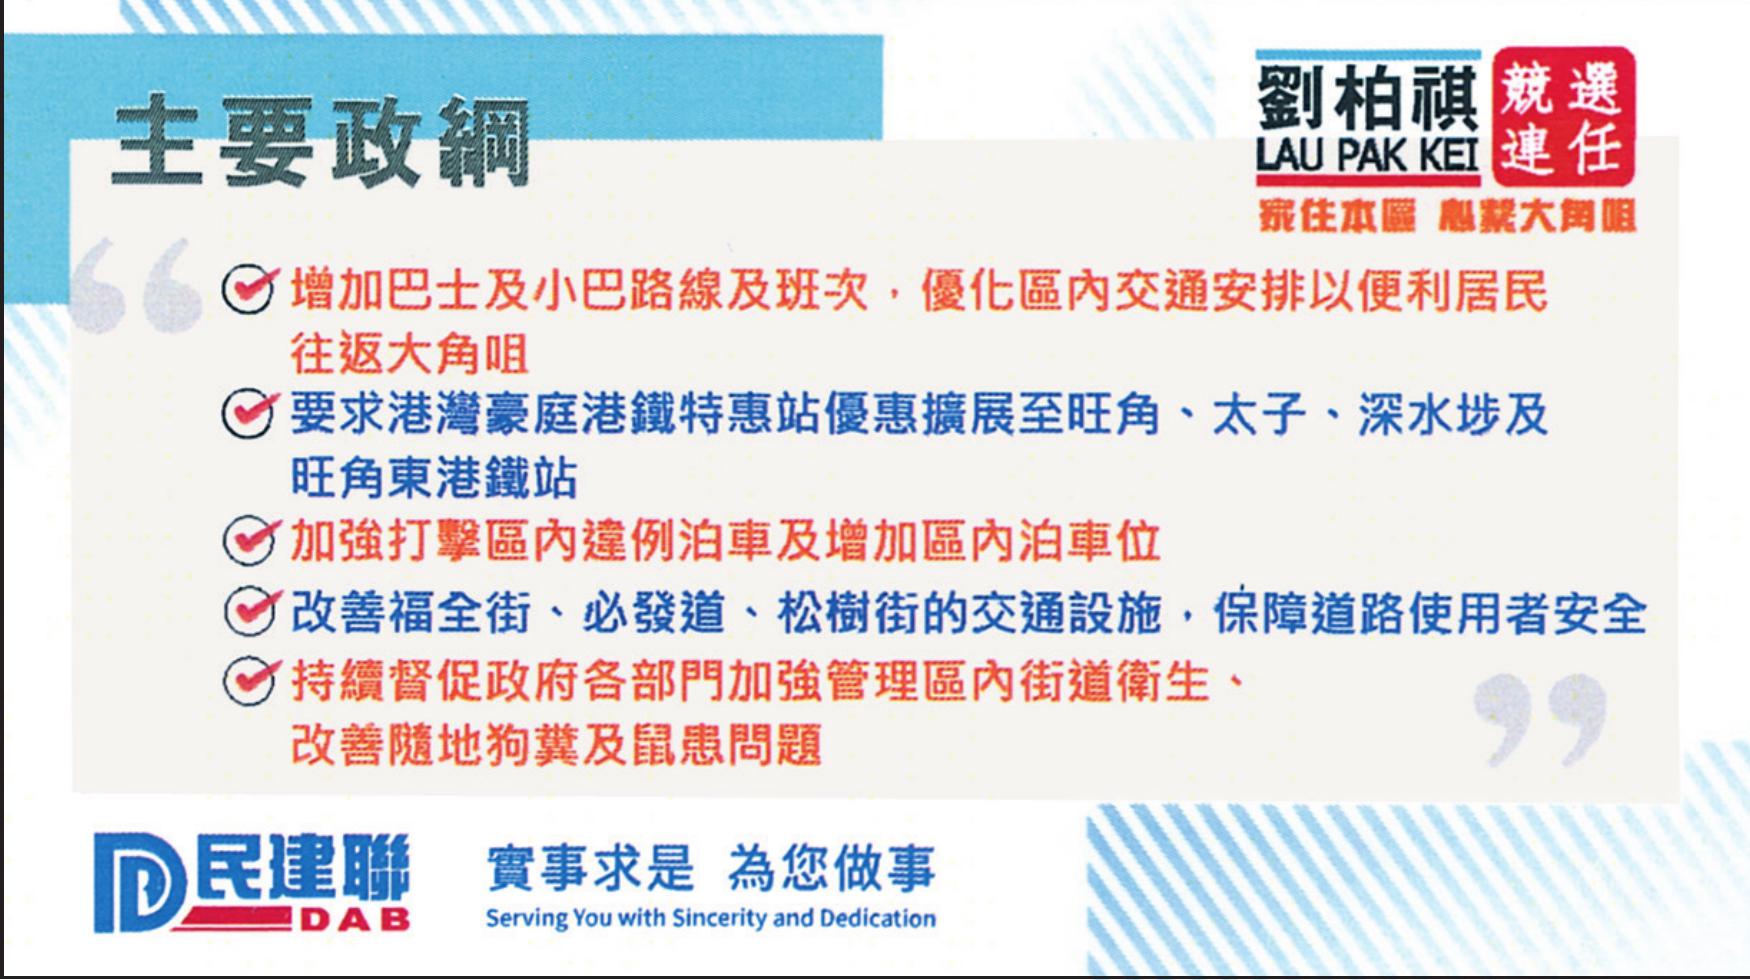 主要政綱
劉柏祺
LAU PAK KEI
競選
連任
家住本區 心繫大角咀
增加巴士及小巴路線及班次，優化區內交通安排以便利居民
往返大角咀
要求港灣豪庭港鐵特惠站優惠擴展至旺角、太子、深水埗及
旺角東港鐵站
加強打擊區內違例泊車及增加區內泊車位
改善福全街、必發道、松樹街的交通設施，保障道路使用者安全
持續督促政府各部門加強管理區內街道衛生、
改善隨地狗糞及鼠患問題
民建聯
DAB
實事求是 為您做事
Serving You with Sincerity and Dedication